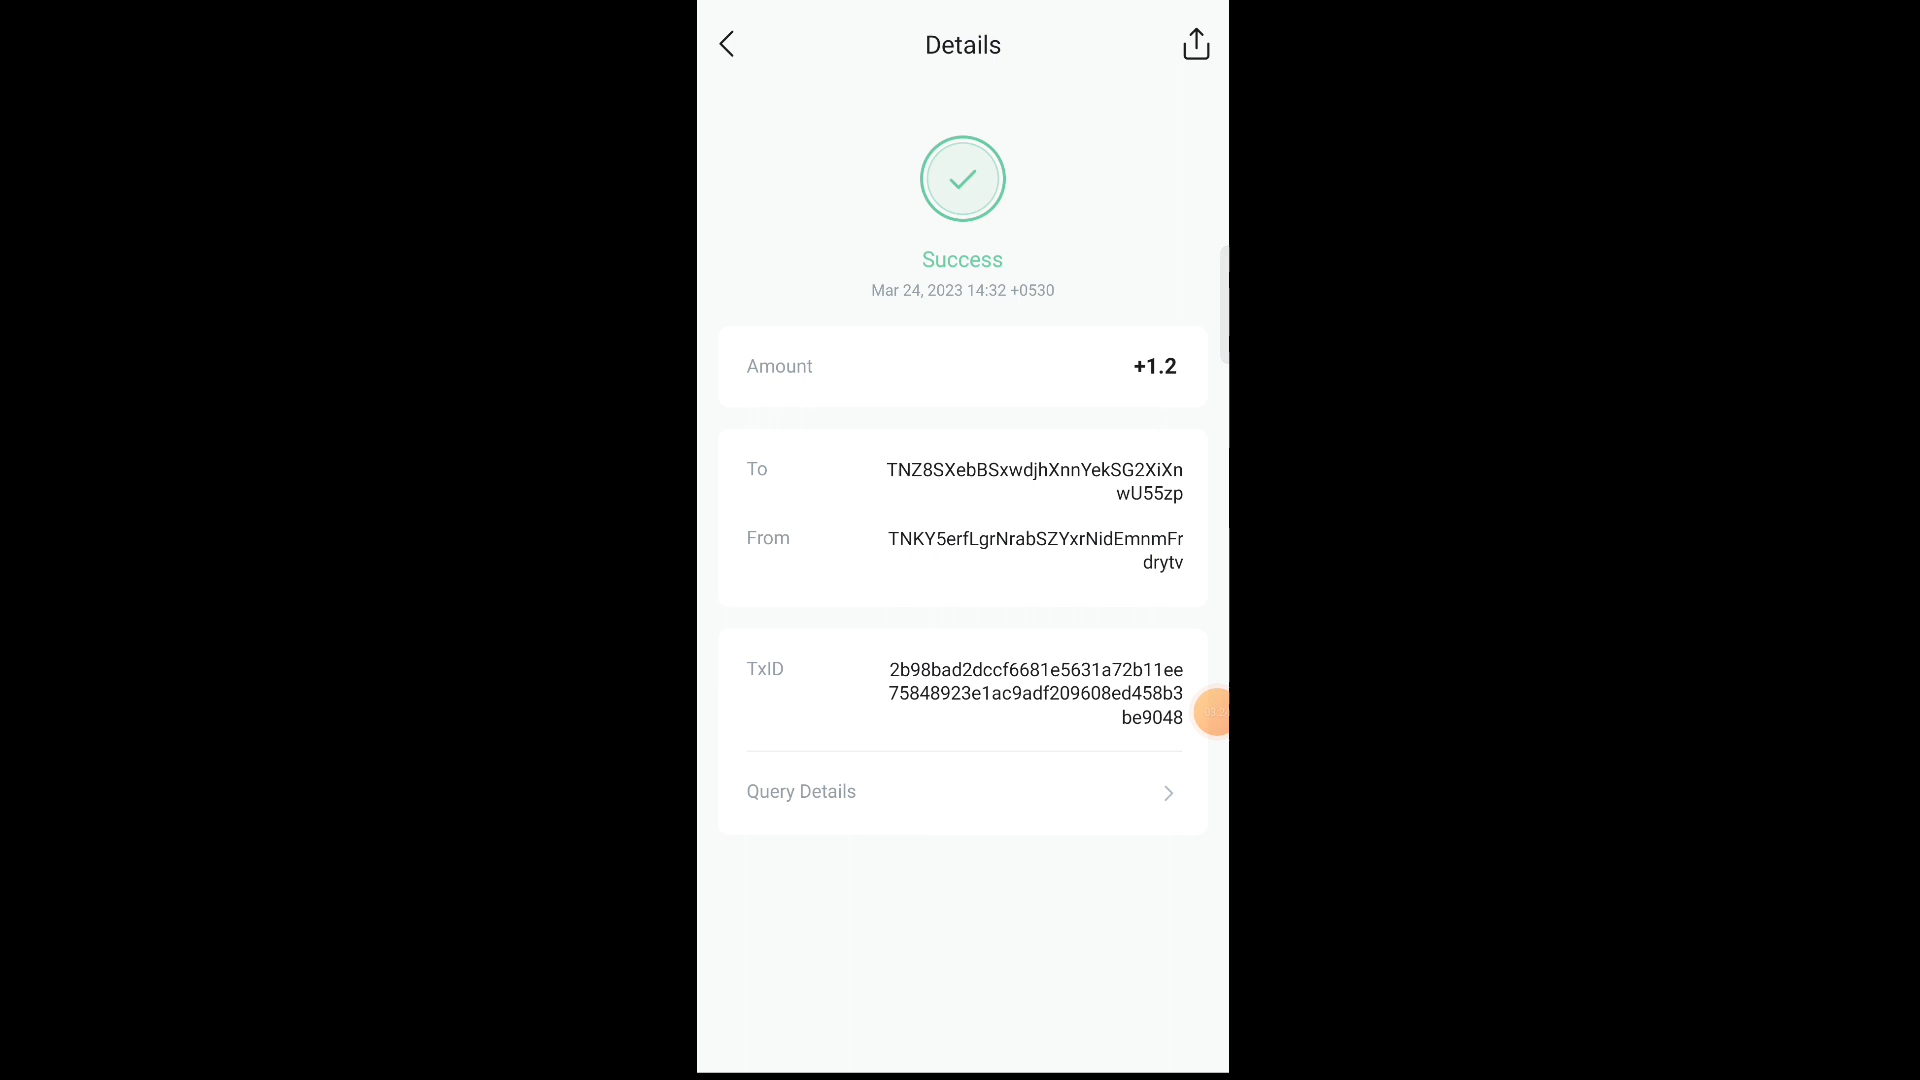 Details
Success
Mar 24, 2023 14:32 +0530
Amount +1.2
To TNZ8SXebBSxwdjhXnnYekSG2XiXn
wU55zp
From TNKY5erfLgrNrabSZYxrNidEmnmFr
drytv
TxID 2b98bad2dccf6681e5631a72b11ee
75848923e1ac9adf209608ed458b3
be9048
Query Details